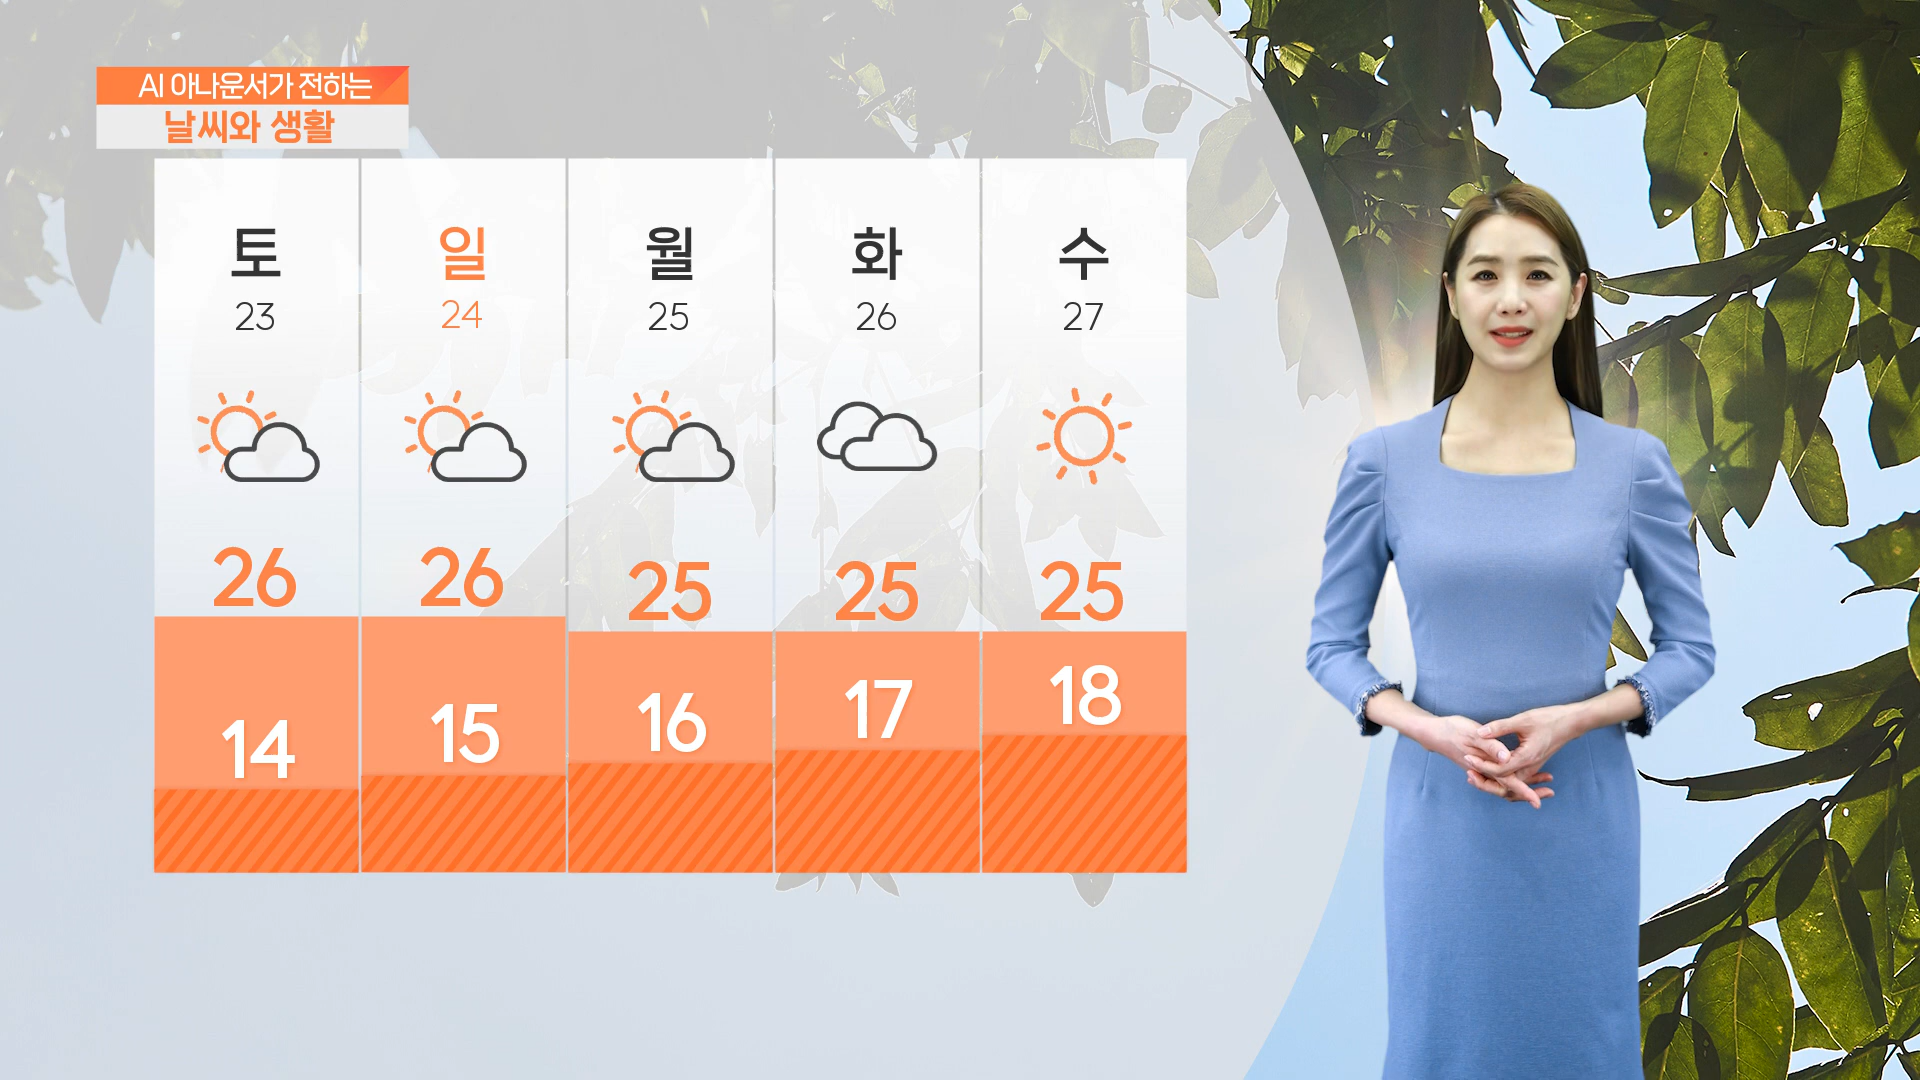 AI 아나운서가 전하는
날씨와 생활
토 일 월 화 수
23 24 25 26 27
26 26 25 25 25
14 15 16 17 18